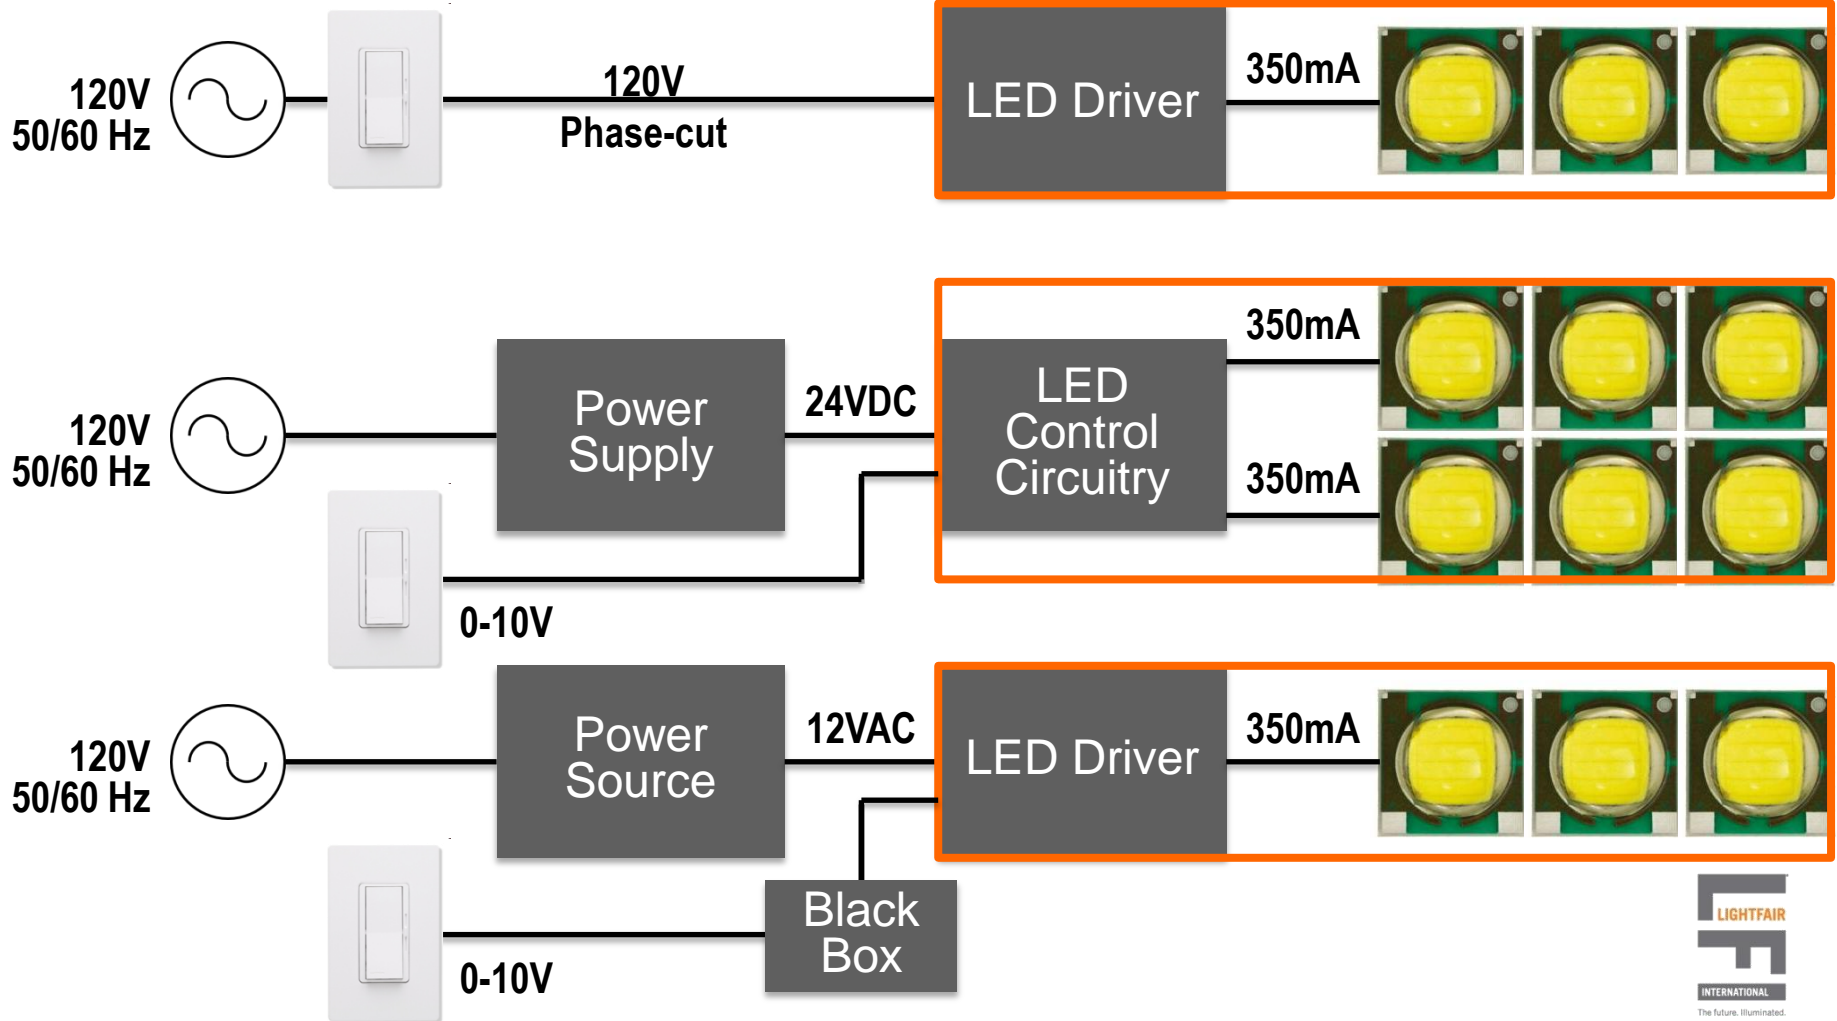 120V
50/60 Hz
120V
Phase-cut
LED Driver
350mA
120V
50/60 Hz
Power
Supply
24VDC
0-10V
LED
Control
Circuitry
350mA
350mA
120V
50/60 Hz
Power
Source
12VAC
0-10V
Black
Box
LED Driver
350mA
LIGHTFAIR
INTERNATIONAL
The future. Illuminated.